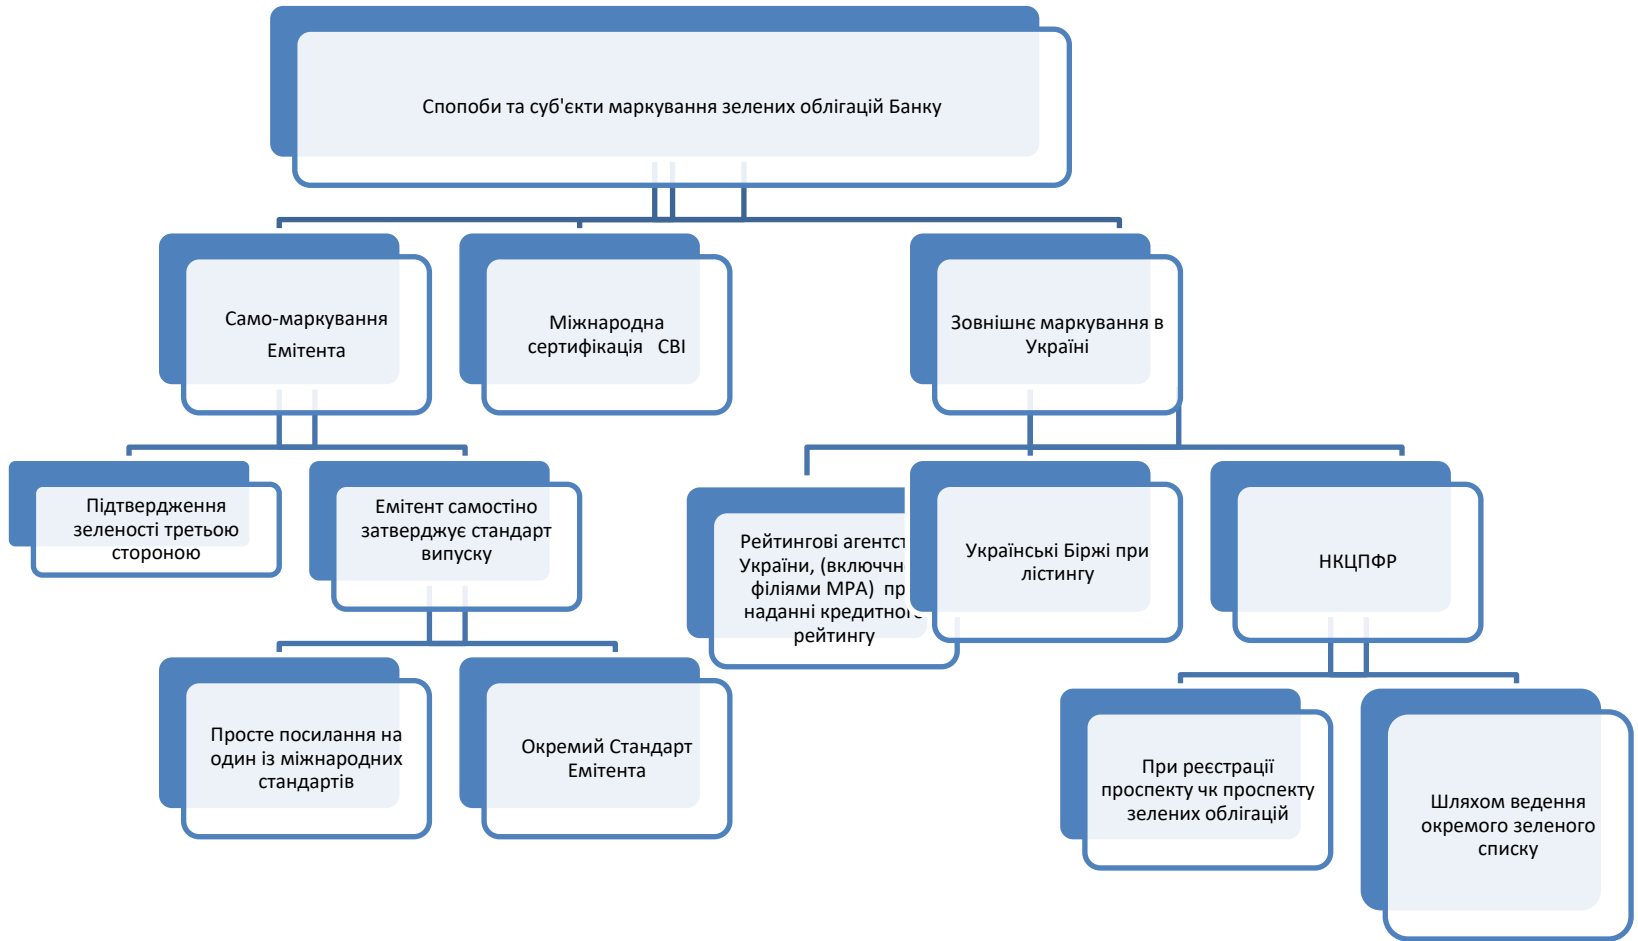 Спопоби та суб'єкти маркування зелених облігацій Банку
Само-маркування
Емітента
Міжнародна
сертифікація СВІ
Зовнішнє маркування в
Україні
Підтвердження
зеленості третьою
стороною
Емітент самостіно
затверджує стандарт
випуску
Рейтингові агентст
України, (включчн
філіями МРА) пр
наданні кредитног
рейтингу
Українські Біржі при
лістингу
НКЦПФР
Просте посилання на
один із міжнародних
стандартів
Окремий Стандарт
Емітента
При реєстрації
проспекту чк проспекту
зелених облігацій
Шляхом ведення
окремого зеленого
списку